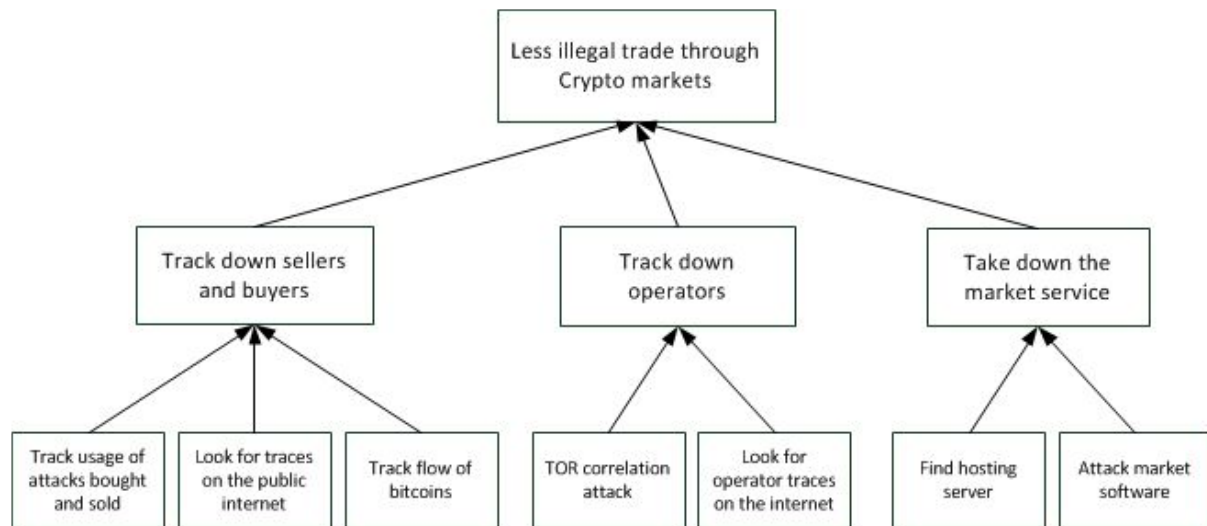 Less illegal trade through
Crypto markets
Track down sellers
and buyers
Track down
operators
Take down the
market service
Track usage of
attacks bought
and sold
Look for traces
on the public
internet
Track flow of
bitcoins
TOR correlation
attack
Look for
operator traces
on the internet
Find hosting
server
Attack market
software